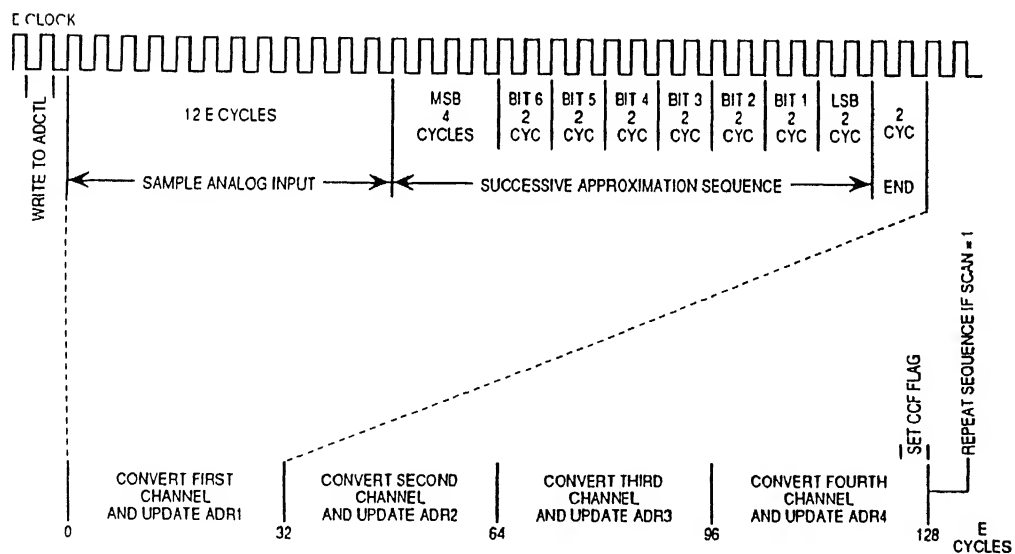 E CLOCK
WRITE TO ADCTL
12 E CYCLES
MSB
4
CYCLES
BIT 6
2
CYC
BIT 5
2
CYC
BIT 4
2
CYC
BIT 3
2
CYC
BIT 2
2
CYC
BIT 1
2
CYC
LSB
2
CYC
2
CYC
SAMPLE ANALOG INPUT
SUCCESSIVE APPROXIMATION SEQUENCE
END
SET CCF FLAG
REPEAT SEQUENCE IF SCAN = 1
CONVERT FIRST
CHANNEL
AND UPDATE ADR1
CONVERT SECOND
CHANNEL
AND UPDATE ADR2
CONVERT THIRD
CHANNEL
AND UPDATE ADR3
CONVERT FOURTH
CHANNEL
AND UPDATE ADR4
0
32
64
96
128
E
CYCLES